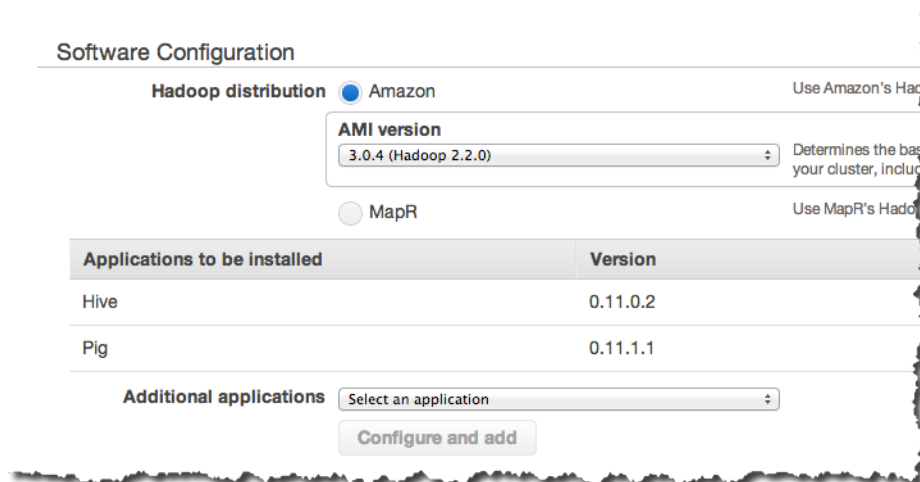 Software Configuration
Hadoop distribution Amazon Use Amazon's
AMI version
3.0.4 (Hadoop 2.2.0) Determines the
your cluster,
MapR Use MapR's
Applications to be installed Version
Hive 0.11.0.2
Pig 0.11.1.1
Additional applications Select an application
Configure and add